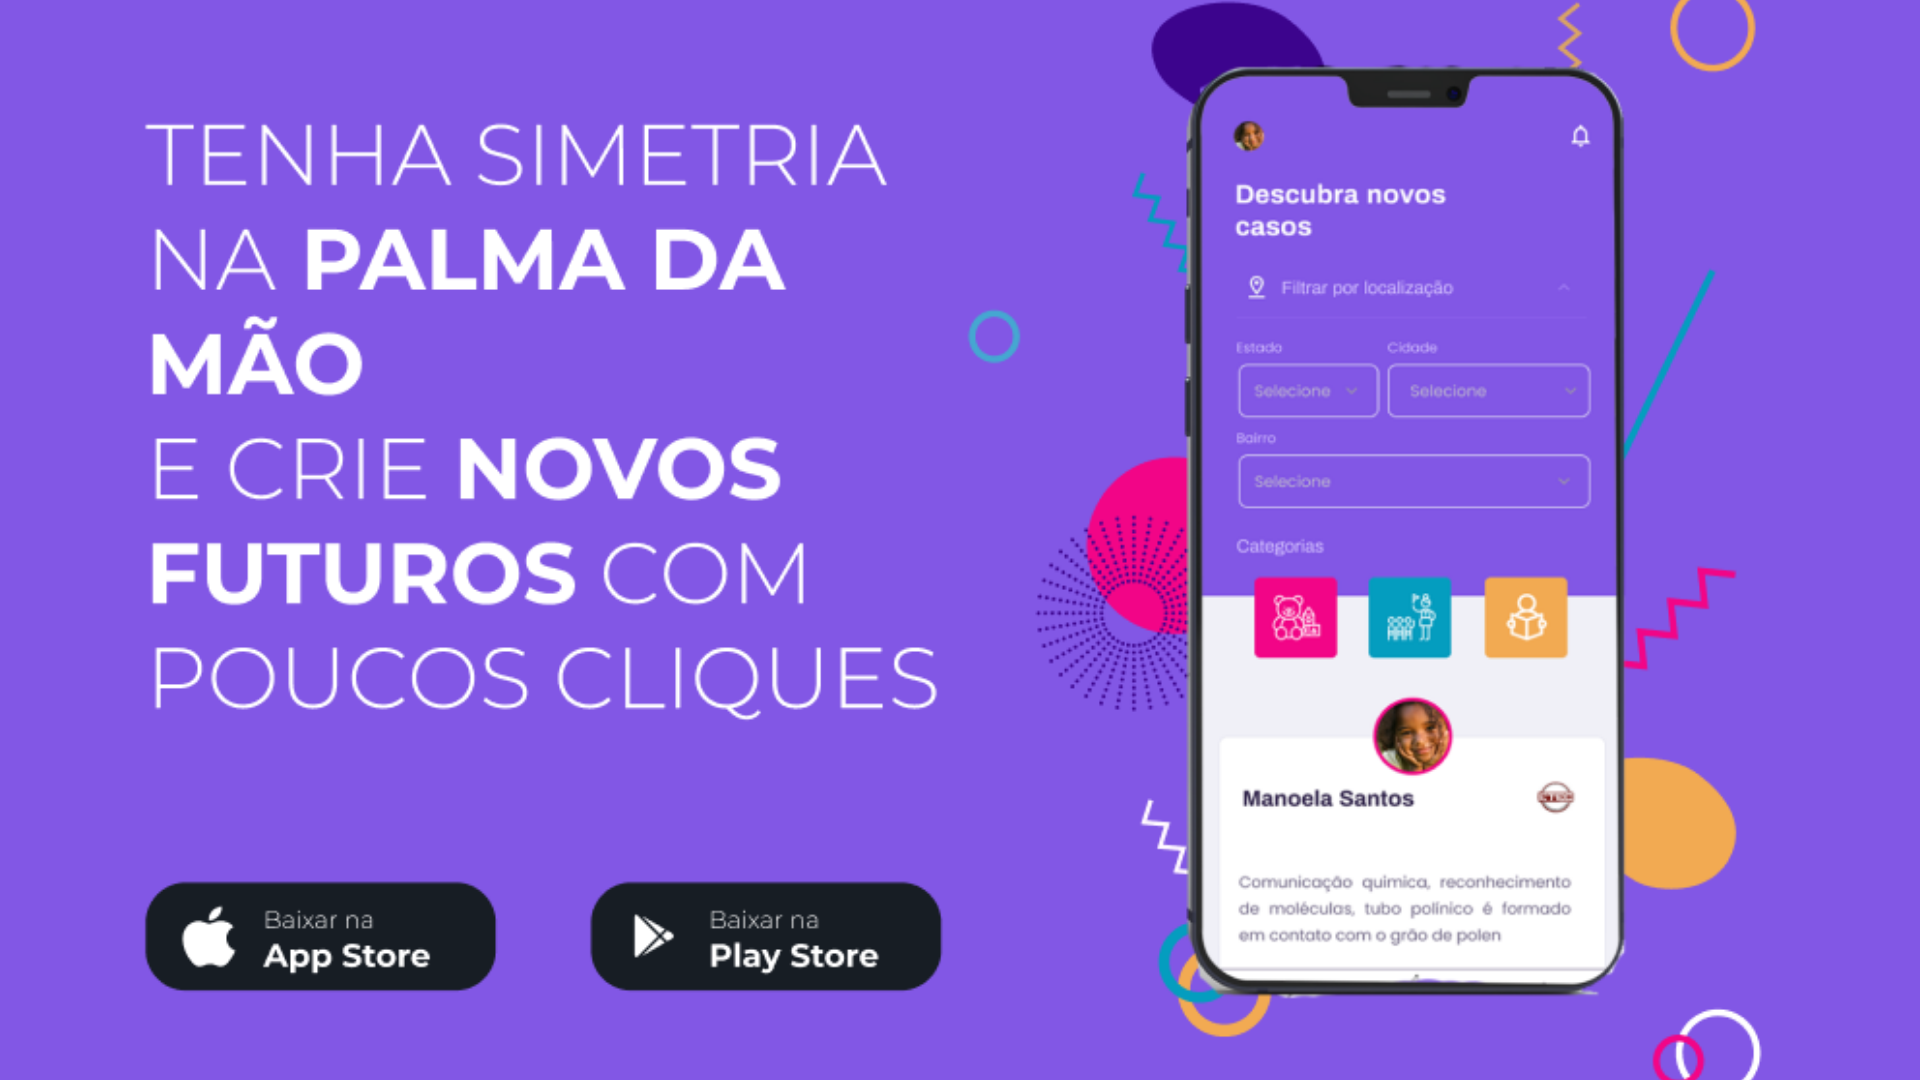 TENHA SIMETRIA
NA PALMA DA
MÃO
E CRIE NOVOS
FUTUROS COM
POUCOS CLIQUES
Baixar na
App Store
Baixar na
Play Store
Descubra novos
casos
Filtrar por localização
Estado Cidade
Selecione Selecione
Bairro
Selecione
Categorias
Manoela Santos
Comunicação química, reconhecimento
de moléculas, tubo polínico é formado
em contato com o grão de polen